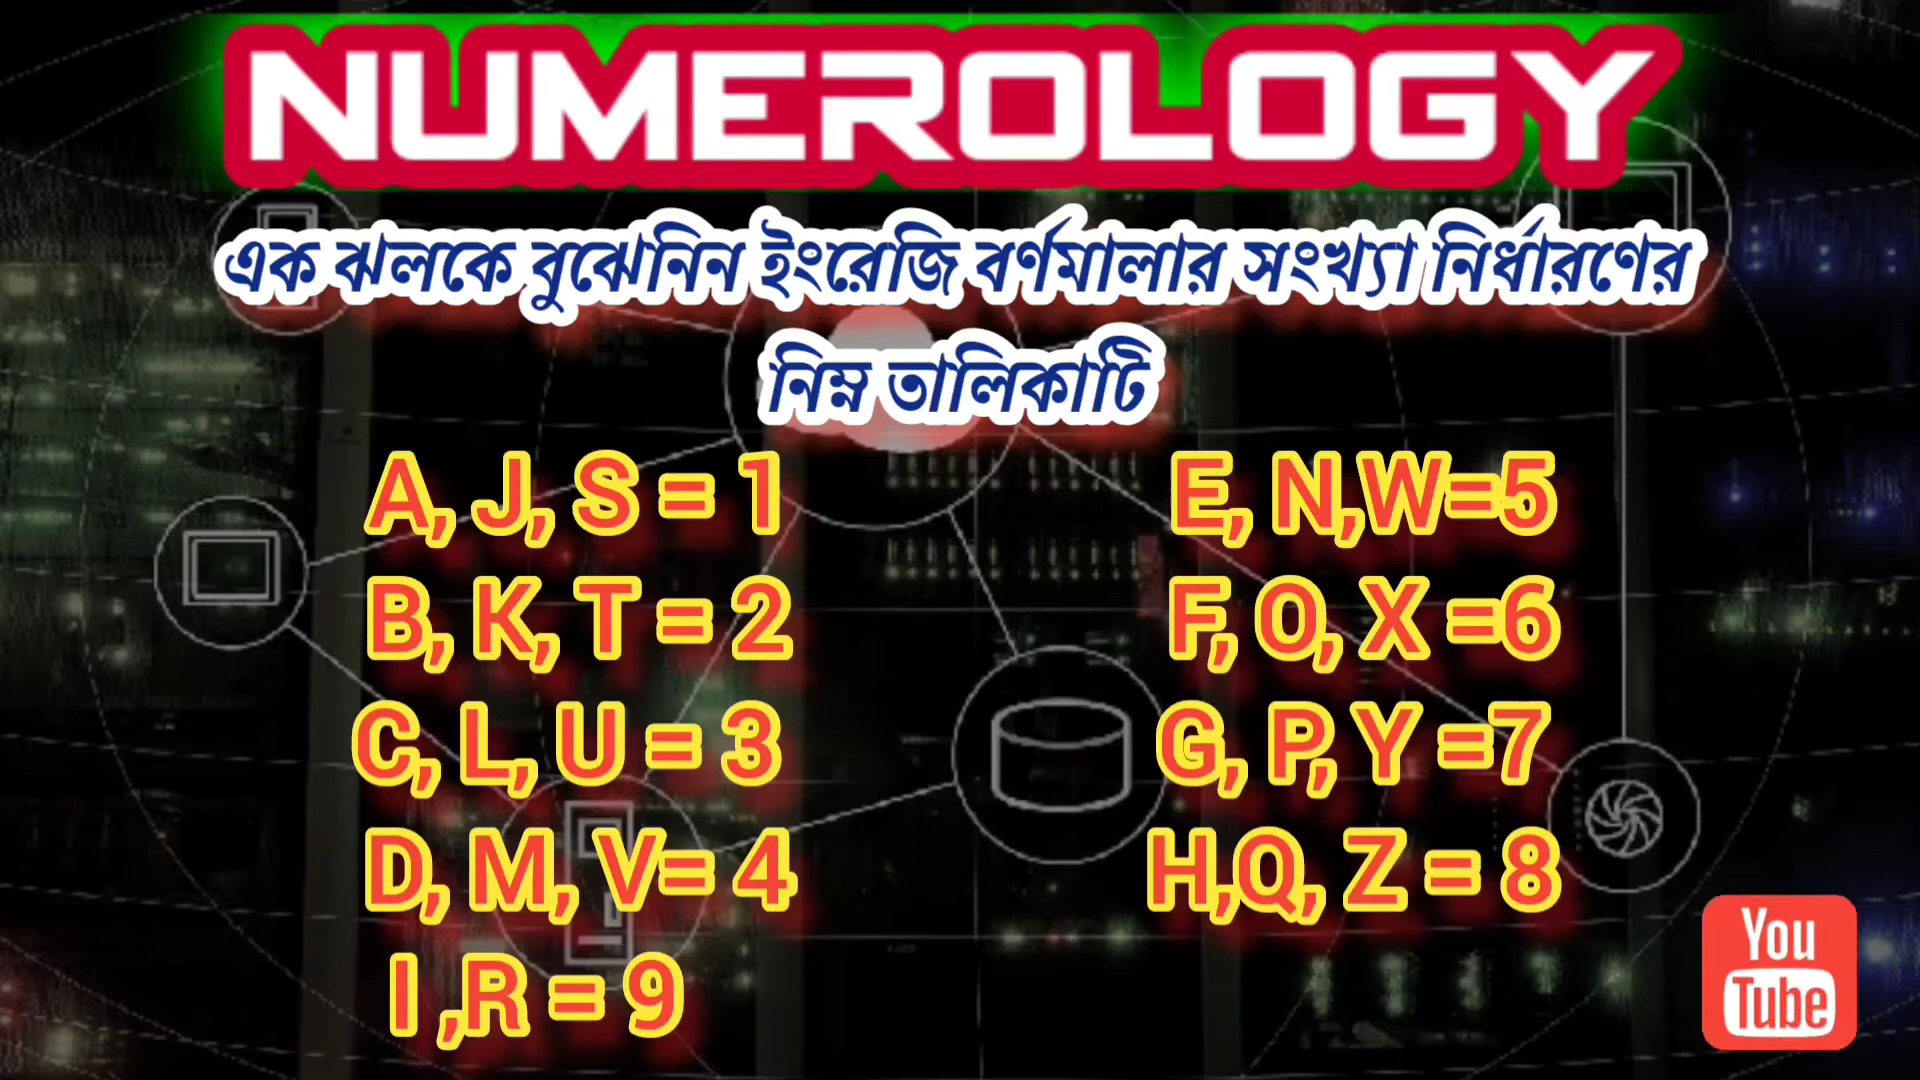 NUMEROLOGY
এক ঝলকে বুঝেনিন ইংরেজি বর্ণমালার সংখ্যা নির্ধারণের
নিম্ন তালিকাটি
A, J, S = 1
B, K, T = 2
C, L, U = 3
D, M, V= 4
I ,R = 9
E, N,W=5
F, O, X =6
G, P, Y =7
H,Q, Z = 8
You
Tube